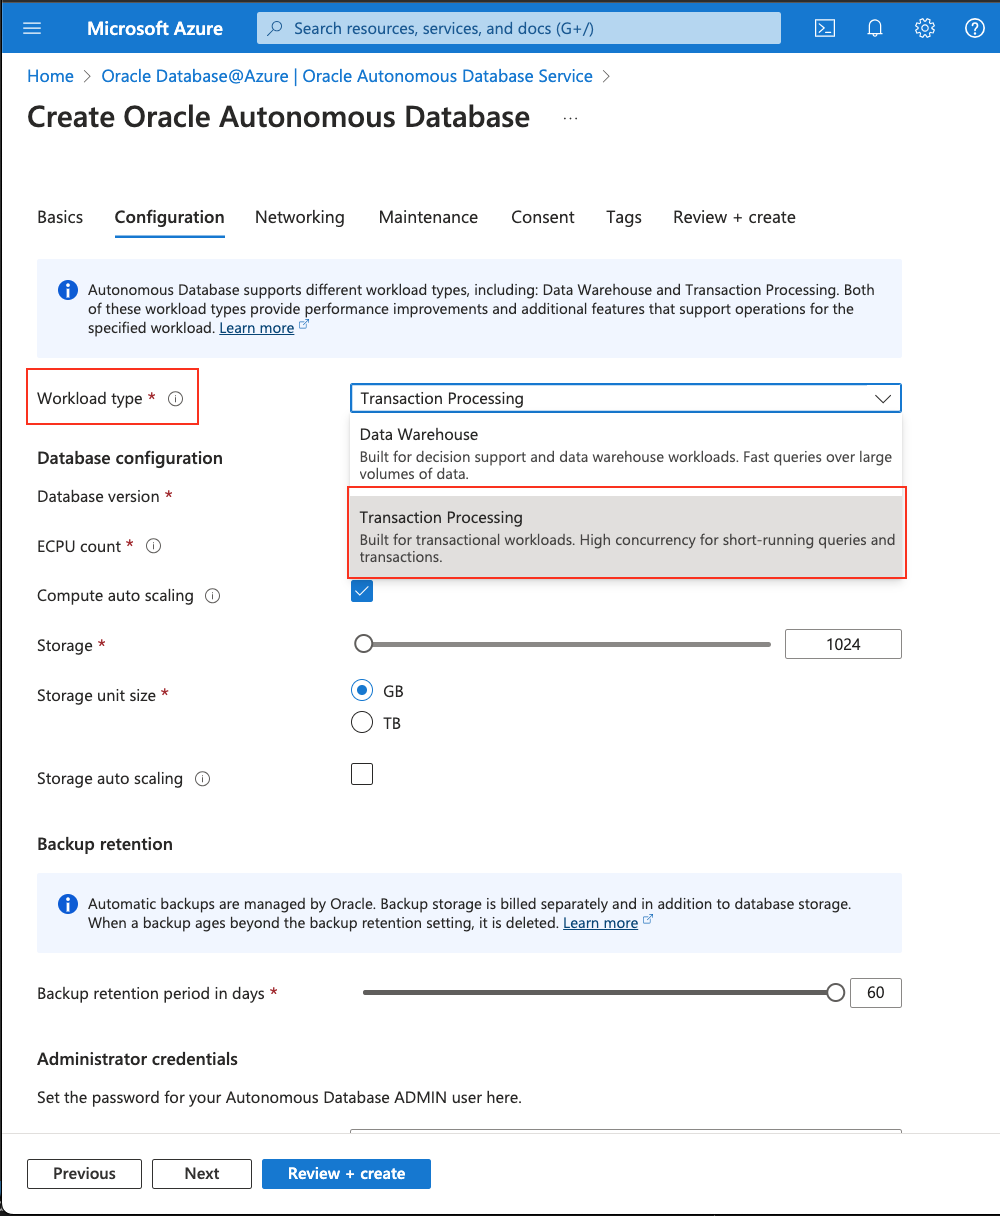 Microsoft Azure
Search resources, services, and docs (G+/)
Home > Oracle Database@Azure | Oracle Autonomous Database Service >
Create Oracle Autonomous Database ...
Basics Configuration Networking Maintenance Consent Tags Review + create
Autonomous Database supports different workload types, including: Data Warehouse and Transaction Processing. Both
of these workload types provide performance improvements and additional features that support operations for the
specified workload. Learn more
Workload type *
Transaction Processing
Data Warehouse
Built for decision support and data warehouse workloads. Fast queries over large
volumes of data.
Transaction Processing
Built for transactional workloads. High concurrency for short-running queries and
transactions.
Database configuration
Database version *
ECPU count *
Compute auto scaling
Storage *
1024
Storage unit size *
GB
TB
Storage auto scaling
Backup retention
Automatic backups are managed by Oracle. Backup storage is billed separately and in addition to database storage.
When a backup ages beyond the backup retention setting, it is deleted. Learn more
Backup retention period in days *
60
Administrator credentials
Set the password for your Autonomous Database ADMIN user here.
Previous Next Review + create